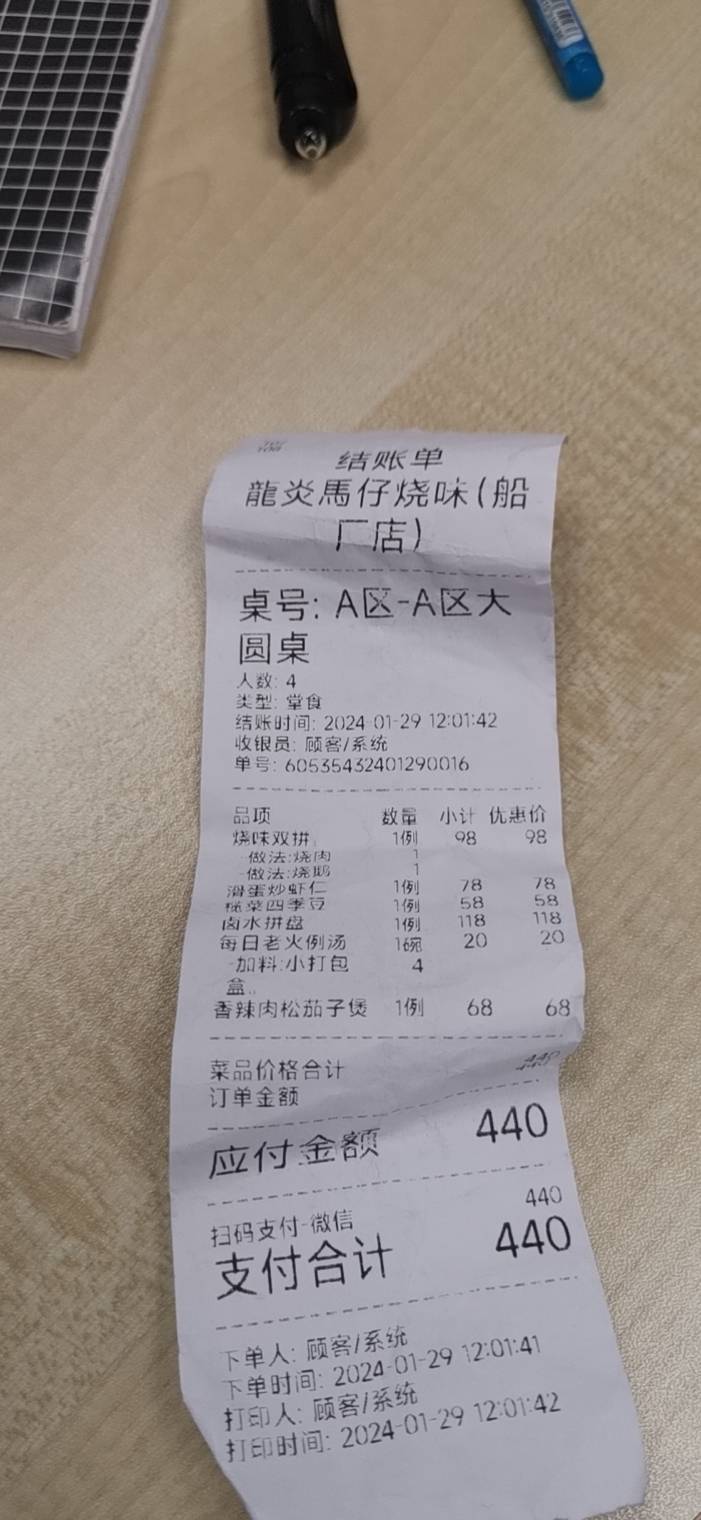 结账单
龍炎馬仔烧味(船
厂店)
桌号: A区-A区大
圆桌
人数: 4
类型: 堂食
结账时间: 2024-01-29 12:01:42
收银员: 顾客/系统
单号: 60535432401290016
品项 数量 小计 优惠价
烧味双拼 1例 98 98
-做法:烧肉 1
-做法:烧鹅 1
滑蛋炒虾仁 1例 78 78
榄菜四季豆 1例 58 58
卤水拼盘 1例 118 118
每日老火例汤 1碗 20 20
-加料:小打包 4
盒..
香辣肉松茄子煲 1例 68 68
菜品价格合计 440
订单金额 440
应付金额 440
扫码支付-微信 440
支付合计 440
下单人: 顾客/系统
下单时间: 2024-01-29 12:01:41
打印人: 顾客/系统
打印时间: 2024-01-29 12:01:42